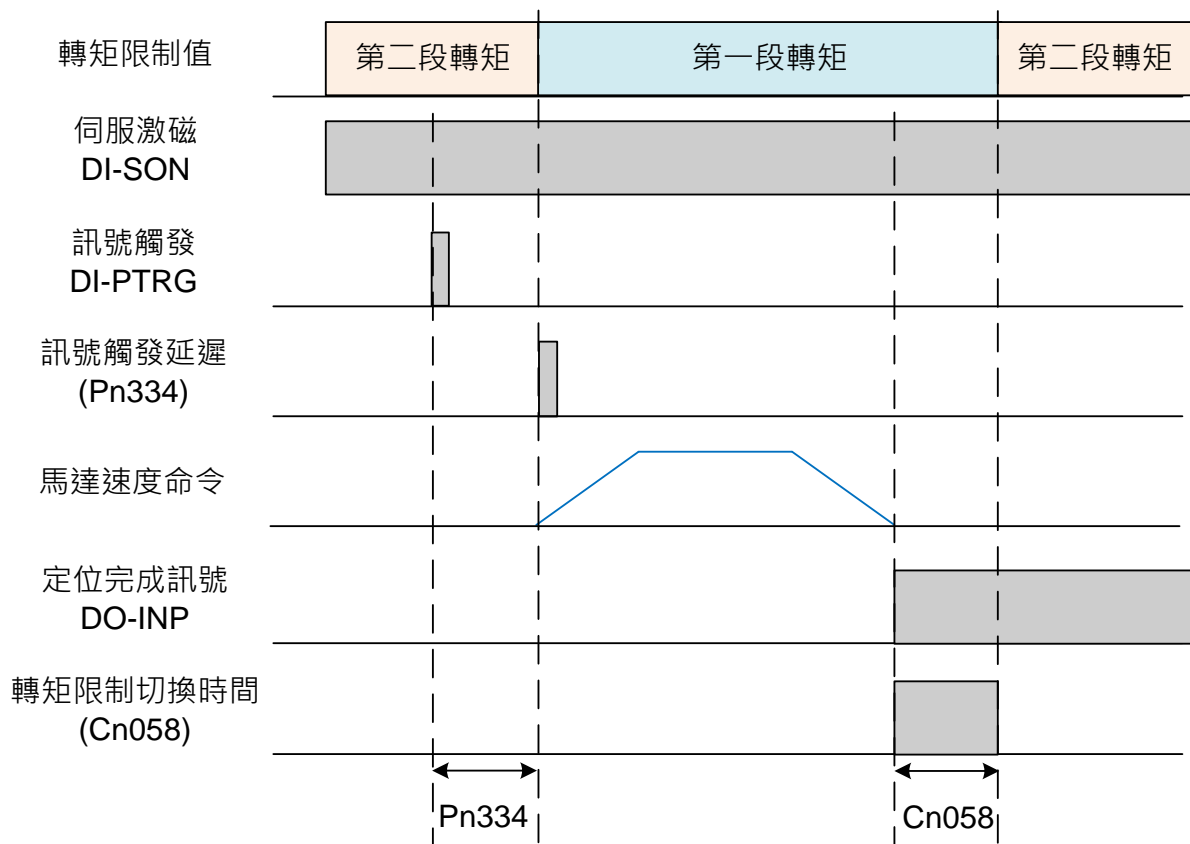 轉矩限制值
第二段轉矩
第一段轉矩
第二段轉矩
伺服激磁
DI-SON
訊號觸發
DI-PTRG
訊號觸發延遲
(Pn334)
馬達速度命令
定位完成訊號
DO-INP
轉矩限制切換時間
(Cn058)
Pn334
Cn058